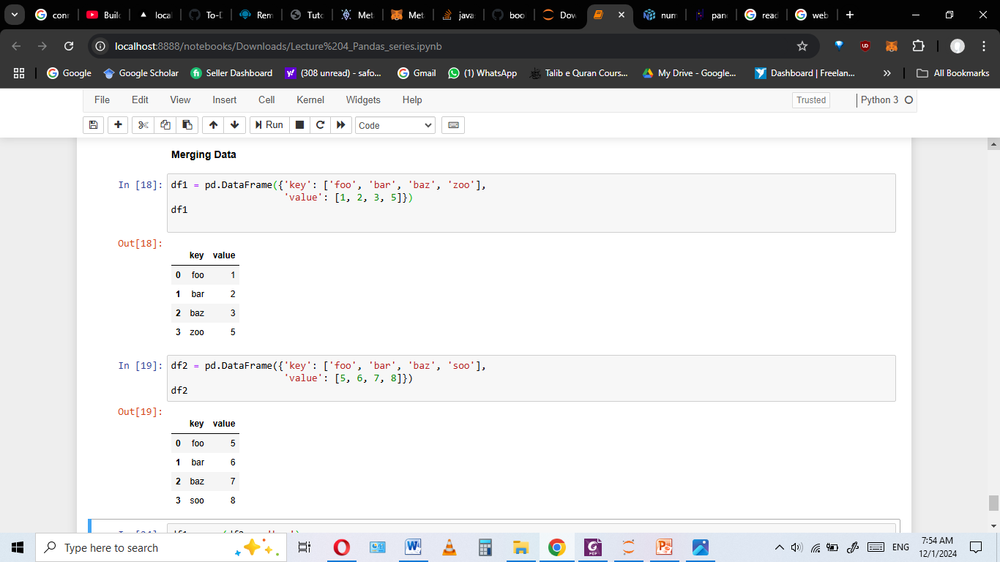 conn
Builc
local
To-D
Rem
Tuto
Met
Met
java
boo
Dow
num
pan
read
web
localhost:8888/notebooks/Downloads/Lecture%204_Pandas_series.ipynb
Google
Google Scholar
Seller Dashboard
(308 unread) - safo...
Gmail
(1) WhatsApp
Talib e Quran Cours...
My Drive - Google...
Dashboard | Freelan...
»
All Bookmarks
File Edit View Insert Cell Kernel Widgets Help
Trusted
Python 3
Run
Code
Merging Data
In [18]: df1 = pd.DataFrame({'key': ['foo', 'bar', 'baz', 'zoo'],
'value': [1, 2, 3, 5]})
df1
Out[18]:
key value
0 foo 1
1 bar 2
2 baz 3
3 zoo 5
In [19]: df2 = pd.DataFrame({'key': ['foo', 'bar', 'baz', 'soo'],
'value': [5, 6, 7, 8]})
df2
Out[19]:
key value
0 foo 5
1 bar 6
2 baz 7
3 soo 8
Type here to search
ENG
7:54 AM
12/1/2024